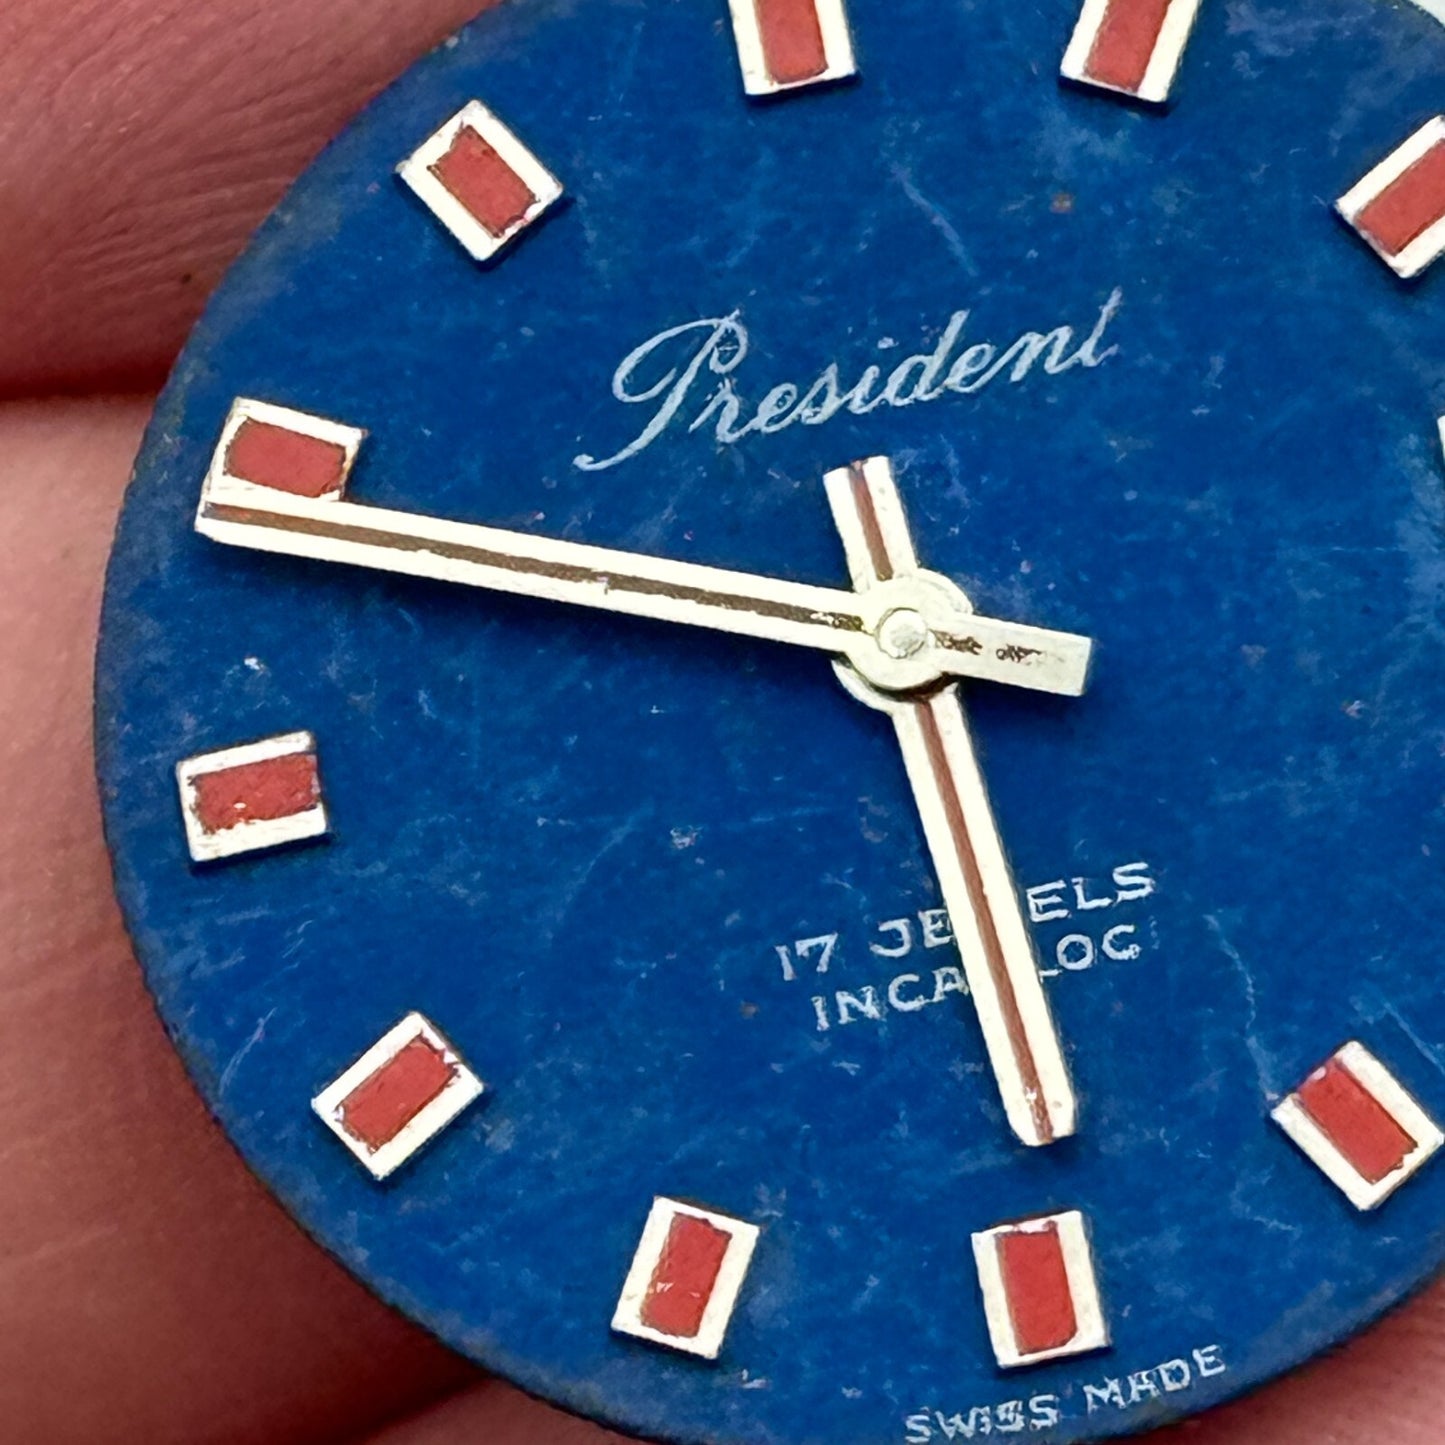 President
17 JEWELS
INCABLOC
SWISS MADE